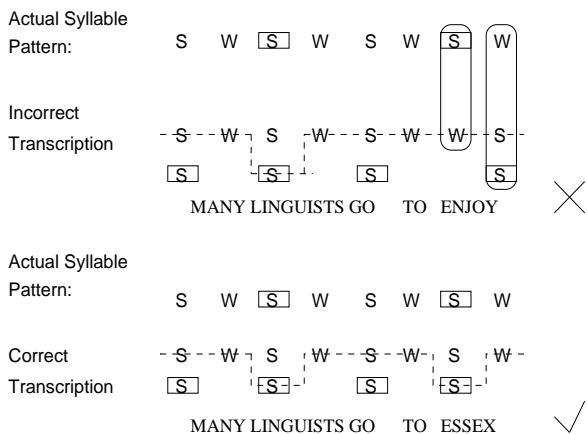 Actual Syllable
Pattern: S W S W S W S W
Incorrect
Transcription S W S W S W W S
S S S S
MANY LINGUISTS GO TO ENJOY
Actual Syllable
Pattern:
S W S W S W S W
Correct S W S W S W S W
Transcription S S S S
MANY LINGUISTS GO TO ESSEX